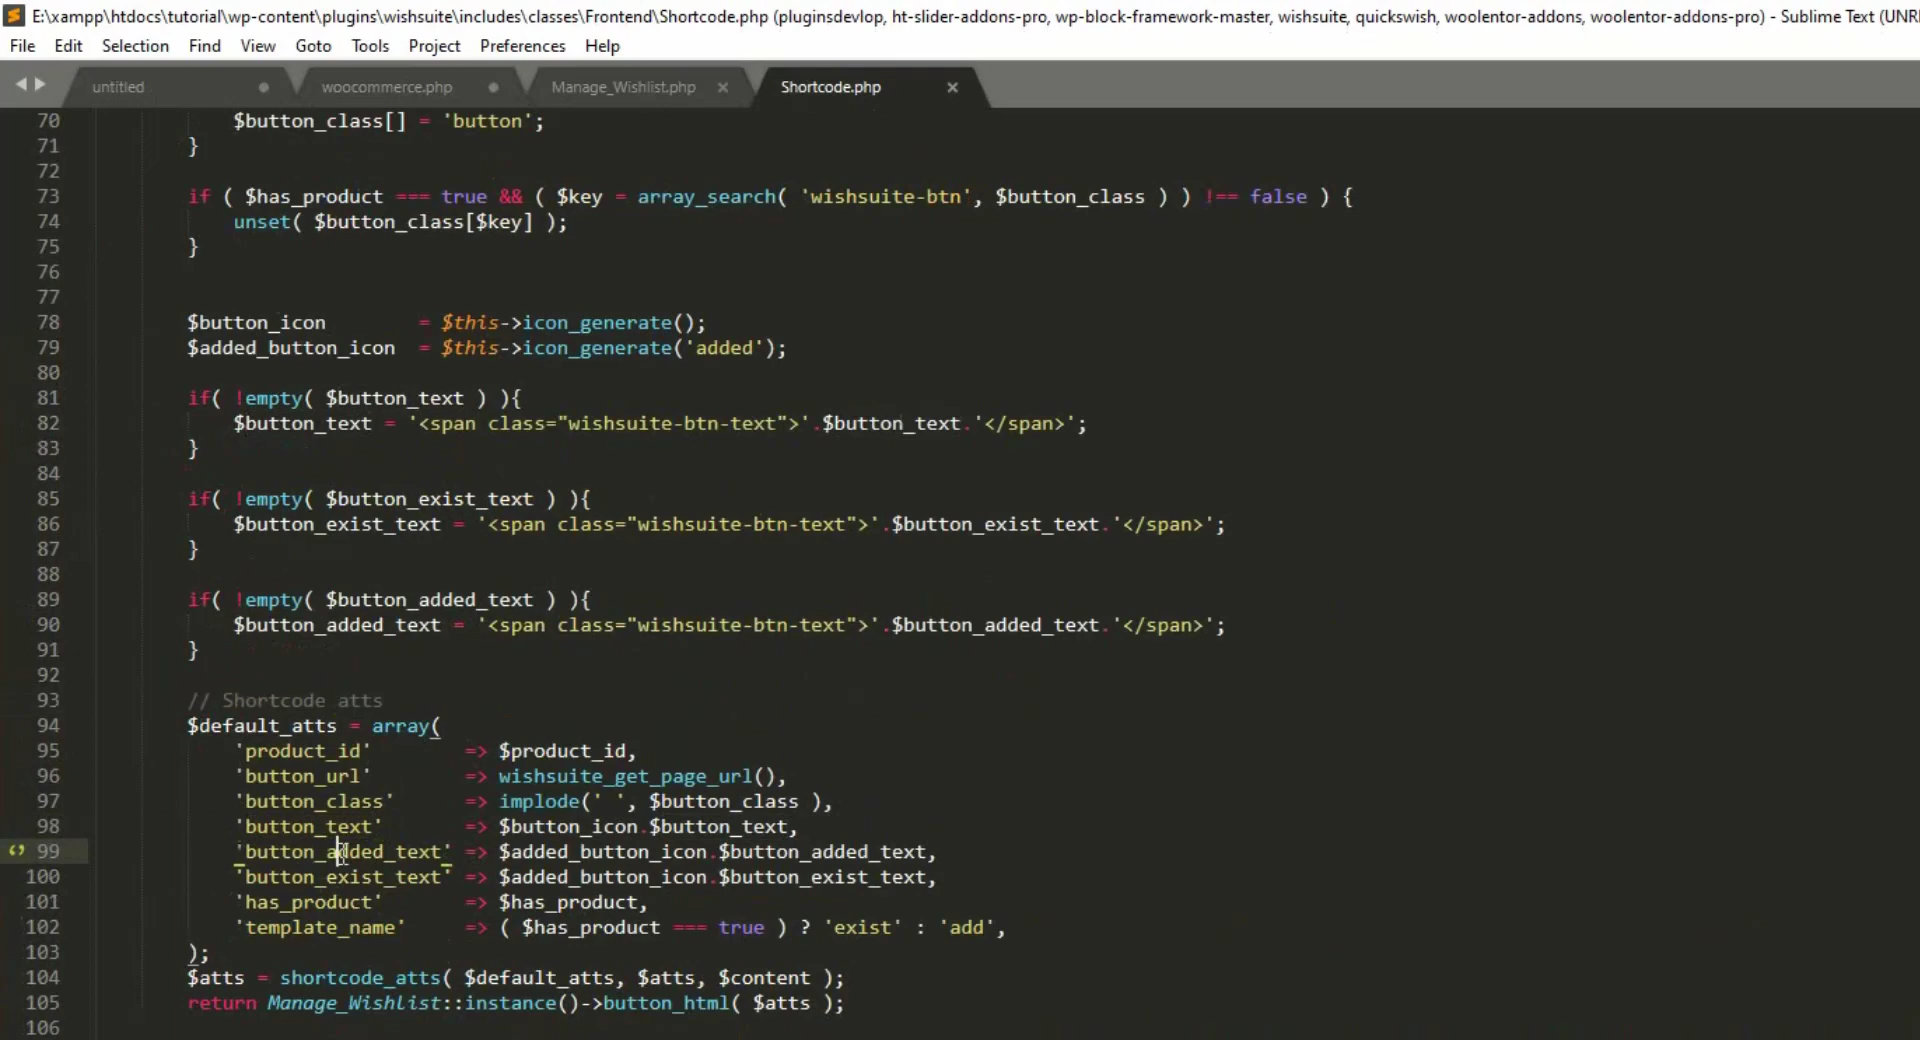 E:\xampp\htdocs\tutorial\wp-content\plugins\wishsuite\includes\classes\Frontend\Shortcode.php (pluginsdevlop, ht-slider-addons-pro, wp-block-framework-master, wishsuite, quickswish, woolentor-addons, woolentor-addons-pro) - Sublime Text (UNR
File Edit Selection Find View Goto Tools Project Preferences Help
untitled woocommerce.php Manage_Wishlist.php Shortcode.php
70 $button_class[] = 'button';
71 }
72
73 if ( $has_product === true && ( $key = array_search( 'wishsuite-btn', $button_class ) ) !== false ) {
74 unset( $button_class[$key] );
75 }
76
77
78 $button_icon = $this->icon_generate();
79 $added_button_icon = $this->icon_generate('added');
80
81 if( !empty( $button_text ) ){
82 $button_text = '<span class="wishsuite-btn-text">'.$button_text.'</span>';
83 }
84
85 if( !empty( $button_exist_text ) ){
86 $button_exist_text = '<span class="wishsuite-btn-text">'.$button_exist_text.'</span>';
87 }
88
89 if( !empty( $button_added_text ) ){
90 $button_added_text = '<span class="wishsuite-btn-text">'.$button_added_text.'</span>';
91 }
92
93 // Shortcode atts
94 $default_atts = array(
95 'product_id' => $product_id,
96 'button_url' => wishsuite_get_page_url(),
97 'button_class' => implode(' ', $button_class ),
98 'button_text' => $button_icon.$button_text,
99 'button_added_text' => $added_button_icon.$button_added_text,
100 'button_exist_text' => $added_button_icon.$button_exist_text,
101 'has_product' => $has_product,
102 'template_name' => ( $has_product === true ) ? 'exist' : 'add',
103 );
104 $atts = shortcode_atts( $default_atts, $atts, $content );
105 return Manage_Wishlist::instance()->button_html( $atts );
106